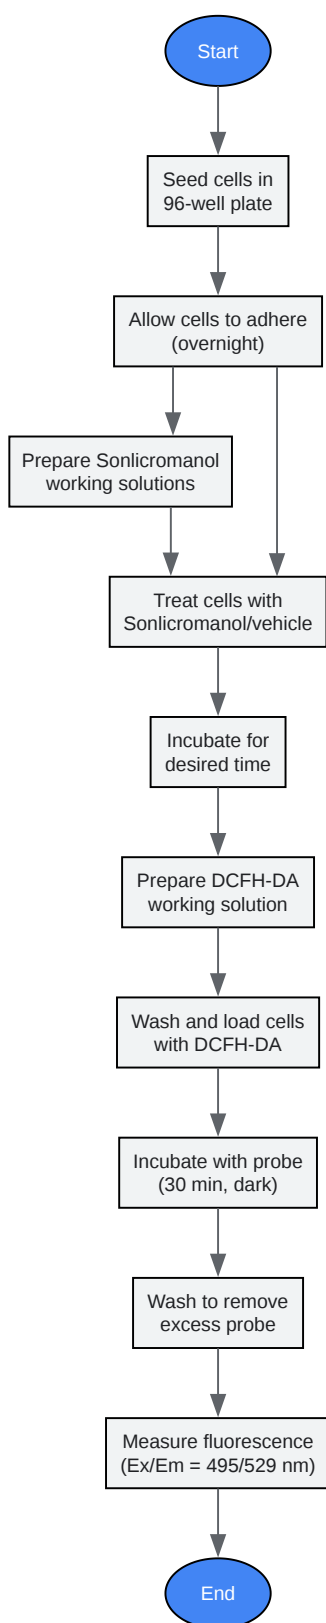 Start
Seed cells in
96-well plate
Allow cells to adhere
(overnight)
Prepare Sonlicromanol
working solutions
Treat cells with
Sonlicromanol/vehicle
Incubate for
desired time
Prepare DCFH-DA
working solution
Wash and load cells
with DCFH-DA
Incubate with probe
(30 min, dark)
Wash to remove
excess probe
Measure fluorescence
(Ex/Em = 495/529 nm)
End